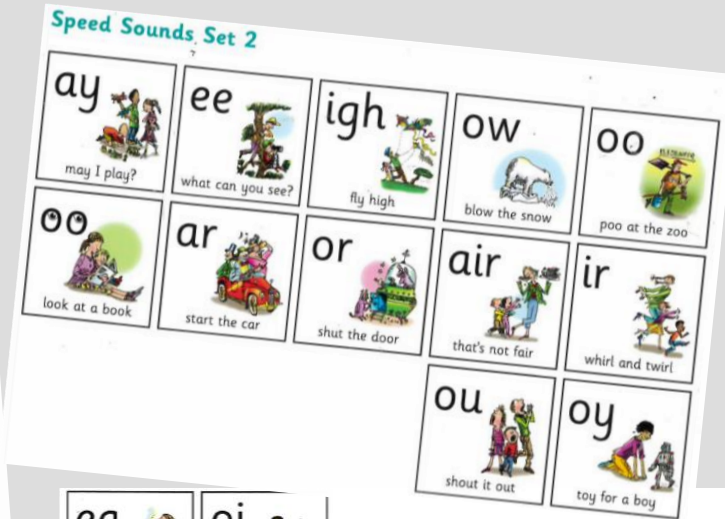 Speed Sounds Set 2
ay ee igh ow oo
may I play? what can you see? fly high blow the snow poo at the zoo
oo ar or air ir
look at a book start the car shut the door that's not fair whirl and twirl
ou oy
shout it out toy for a boy
ea oi